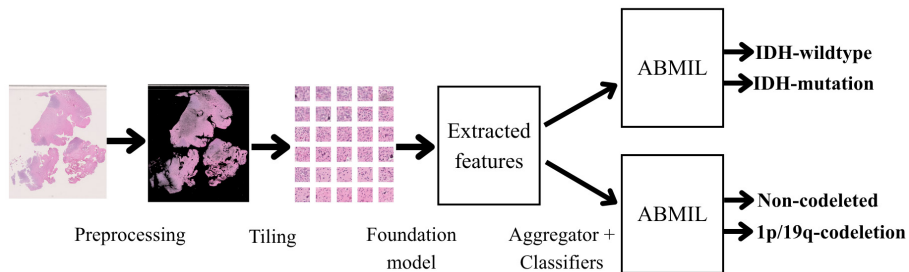 ABMIL
IDH-wildtype
IDH-mutation
Extracted
features
ABMIL
Non-codeleted
1p/19q-codeletion
Preprocessing
Tiling
Foundation
model
Aggregator +
Classifiers